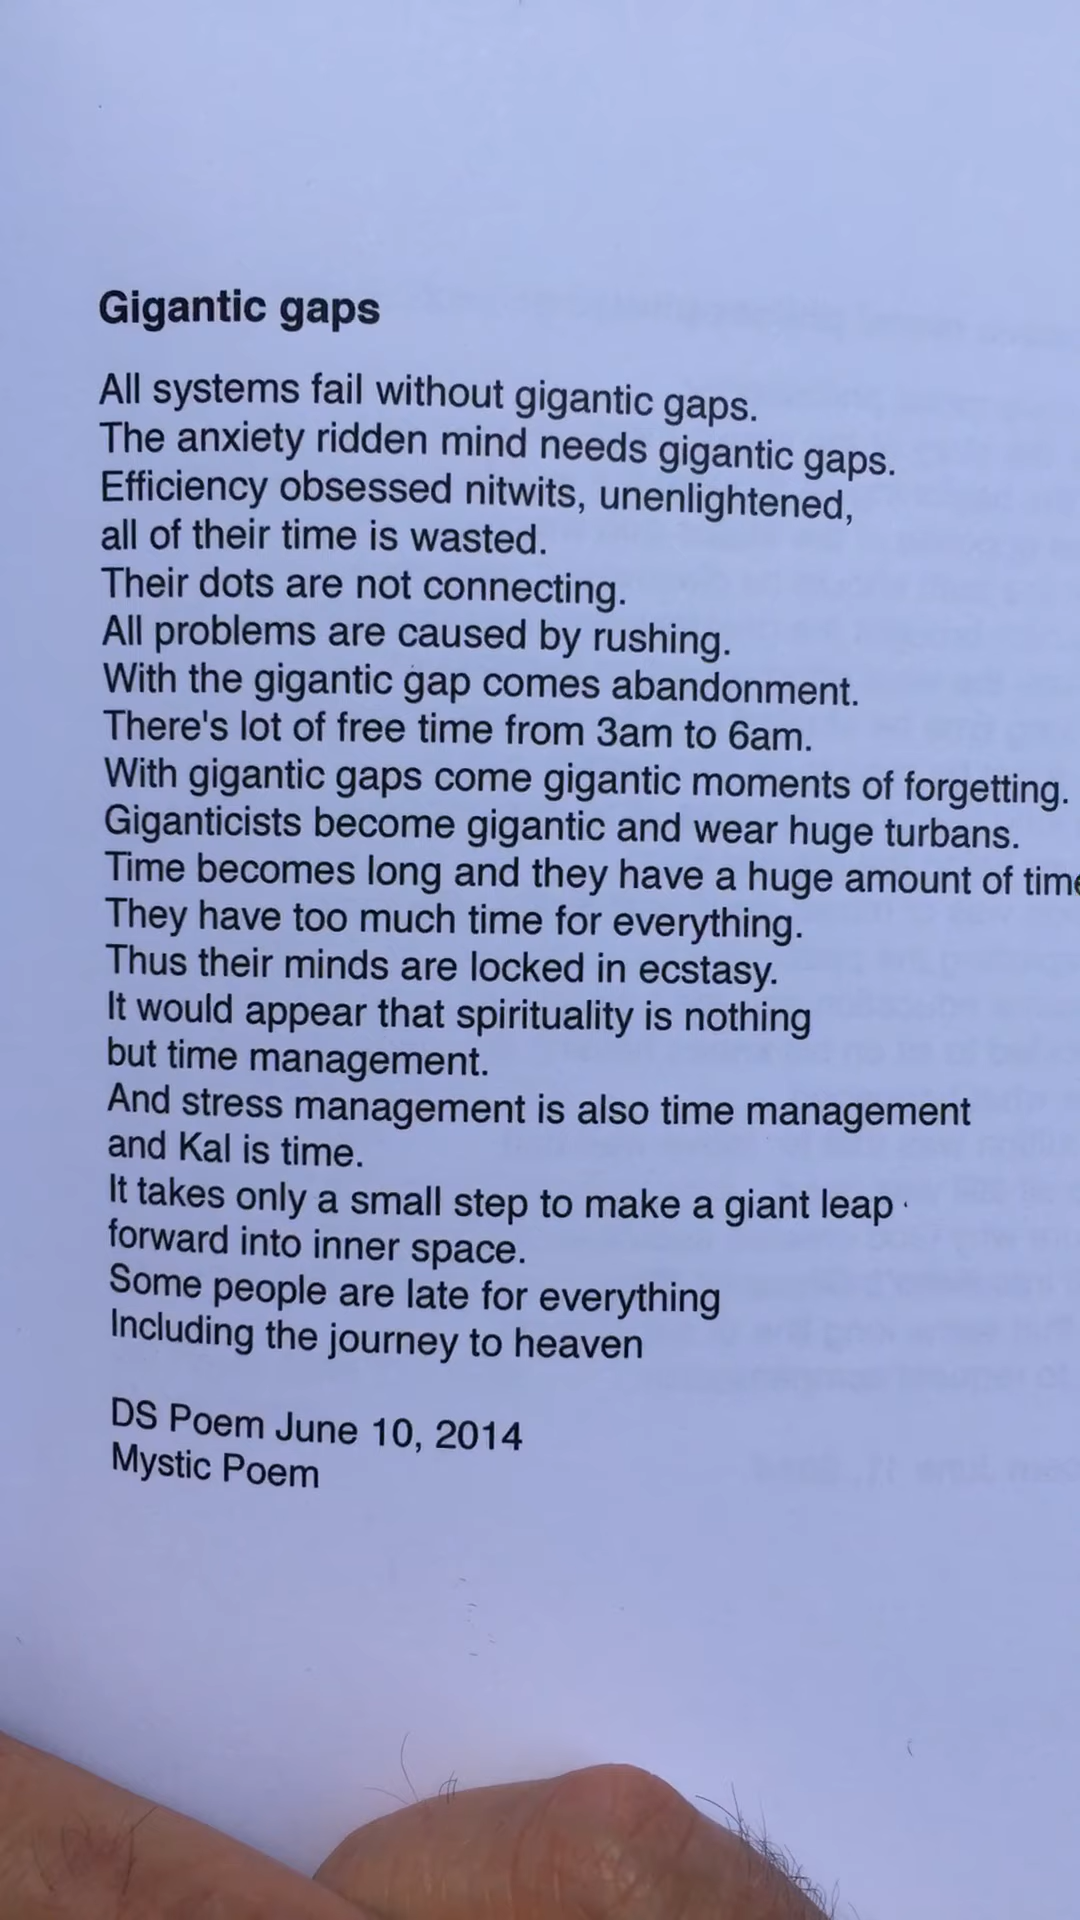 Gigantic gaps
All systems fail without gigantic gaps.
The anxiety ridden mind needs gigantic gaps.
Efficiency obsessed nitwits, unenlightened,
all of their time is wasted.
Their dots are not connecting.
All problems are caused by rushing.
With the gigantic gap comes abandonment.
There's lot of free time from 3am to 6am.
With gigantic gaps come gigantic moments of forgetting.
Giganticists become gigantic and wear huge turbans.
Time becomes long and they have a huge amount of time
They have too much time for everything.
Thus their minds are locked in ecstasy.
It would appear that spirituality is nothing
but time management.
And stress management is also time management
and Kal is time.
It takes only a small step to make a giant leap
forward into inner space.
Some people are late for everything
Including the journey to heaven
DS Poem June 10, 2014
Mystic Poem